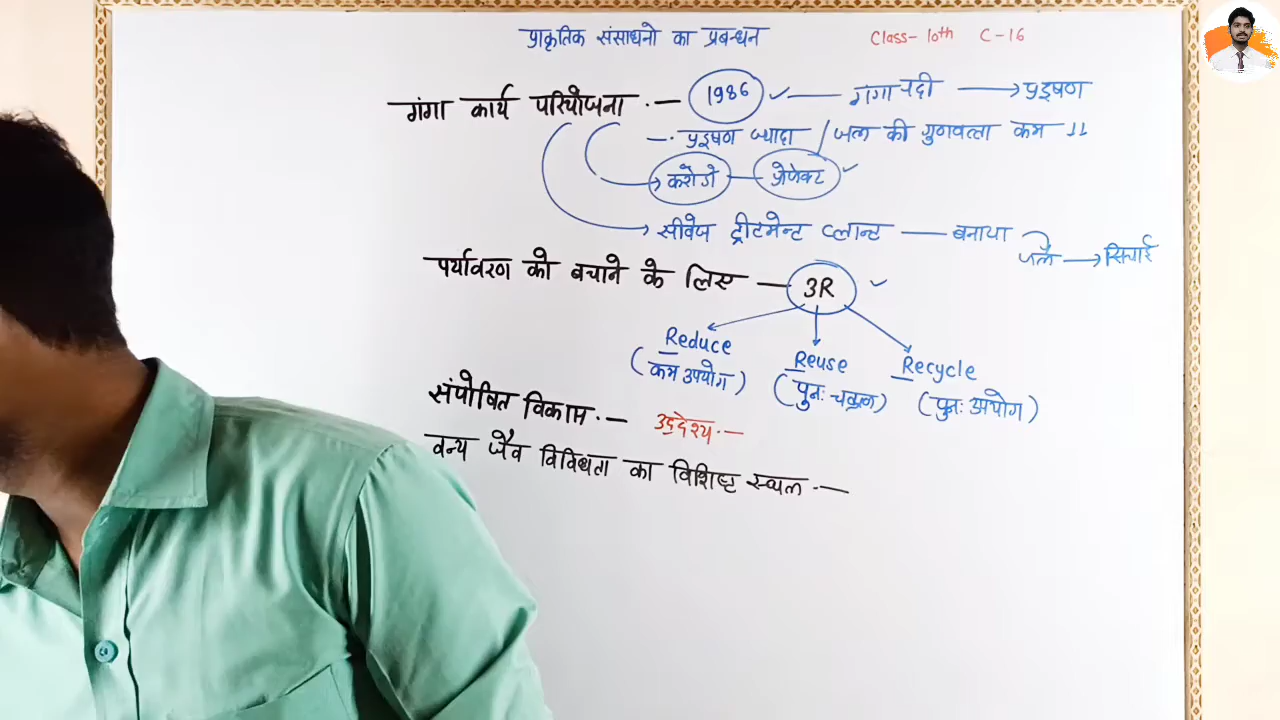 प्राकृतिक संसाधनो का प्रबन्धन Class- 10th C-16
गंगा कार्य परियोजना :— 1986 ✓ — गंगा नदी → प्रदूषण
— प्रदूषण ज्यादा / जल की गुणवत्ता कम ↓↓
करोडो — प्रोजेक्ट ✓
→ सीवेज ट्रीटमेन्ट प्लान्ट — बनाया
जल → सिंचाई
पर्यावरण को बचाने के लिए — 3R ✓
Reduce Reuse Recycle
(कम उपयोग) (पुन: चक्रण) (पुन: उपयोग)
संपोषित विकास :— उद्देश्य :—
वन्य जैव विविधता का विशिष्ट स्थल :—